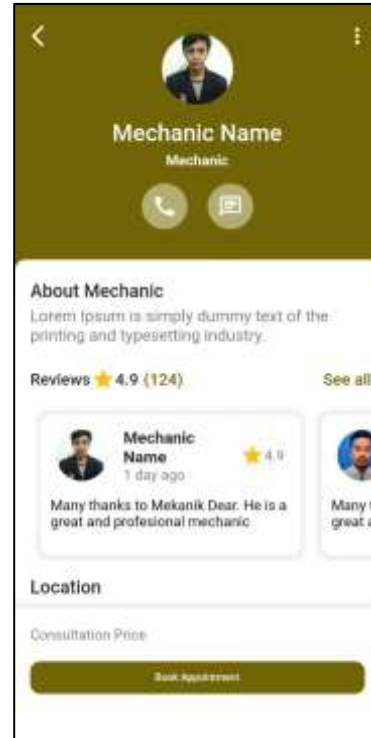 Mechanic Name
Mechanic
About Mechanic
Lorem Ipsum is simply dummy text of the
printing and typesetting industry.
Reviews 4.9 (124)
See all
Mechanic
Name
4.9
1 day ago
Many thanks to Mekanik Dear. He is a
great and profesional mechanic
Many
great a
Location
Consultation Price
Book Appointment